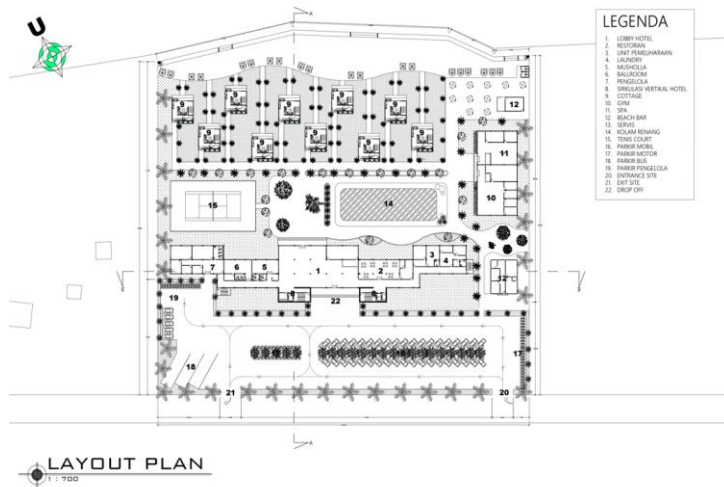 U
A
LEGENDA
1. LOBBY HOTEL
2. RESTORAN
3. UNIT PEMELIHARAAN
4. LAUNDRY
5. MUSHOLLA
6. BALLROOM
7. PENGELOLA
8. SIRKULASI VERTIKAL HOTEL
9. COTTAGE
10. GYM
11. SPA
12. BEACH BAR
13. SERVIS
14. KOLAM RENANG
15. TENIS COURT
16. PARKIR MOBIL
17. PARKIR MOTOR
18. PARKIR BUS
19. PARKIR PENGELOLA
20. ENTRANCE SITE
21. EXIT SITE
22. DROP OFF
9 9 9 9 9
12
9 9 9 9 9
11
15
14
10
7 6 5 1 2 3 4
19
22
18
17
21
20
A
LAYOUT PLAN
1 : 700